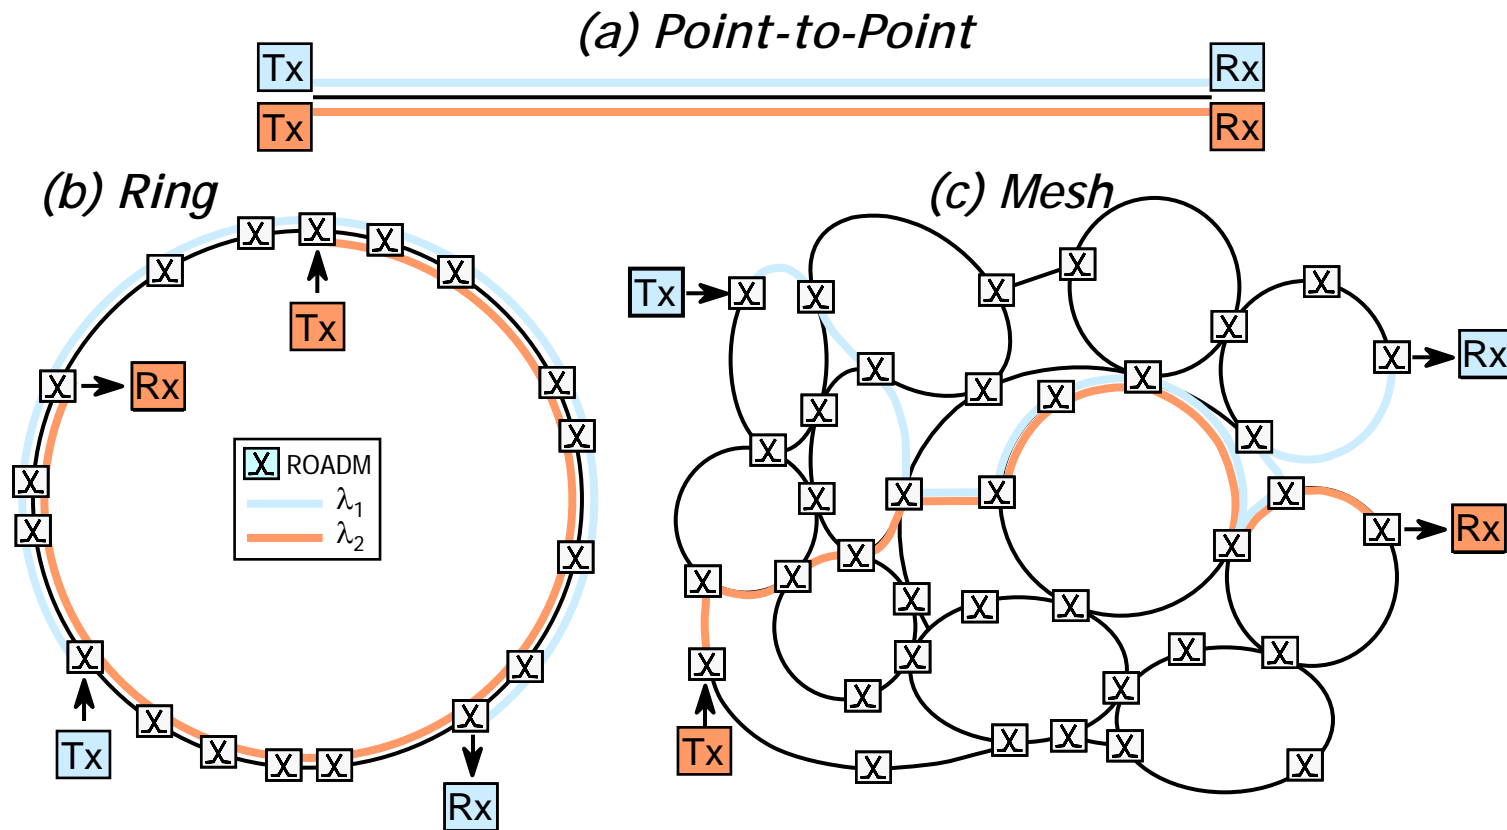 (a) Point-to-Point
Tx
Rx
Tx
Rx
(b) Ring
Tx
Rx
ROADM
λ1
λ2
Tx
Rx
(c) Mesh
Tx
Rx
Rx
Tx